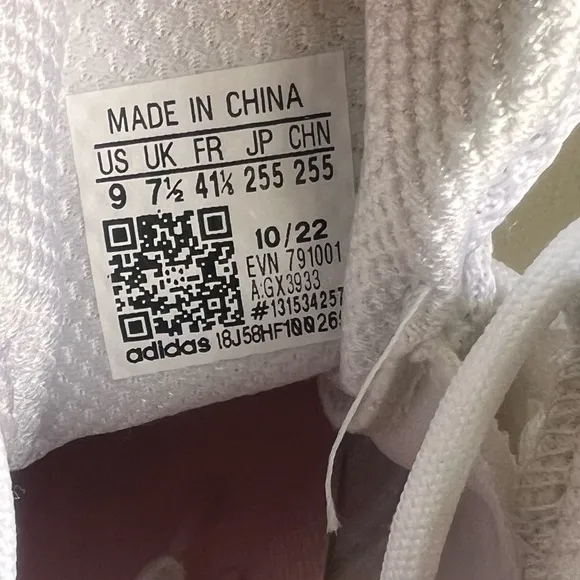 MADE IN CHINA
US UK FR JP CHN
9 7½ 41⅓ 255 255
10/22
EVN 791001
A:GX3933
#131534257
adidas 18J58HF10Q26